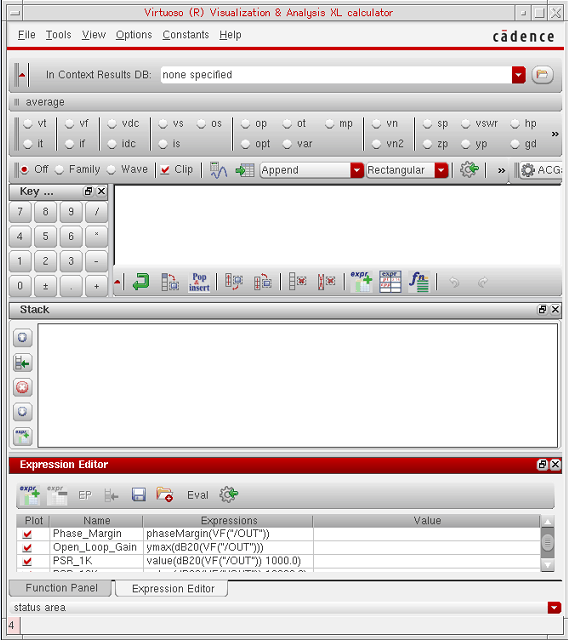 Virtuoso (R) Visualization & Analysis XL calculator
File Tools View Options Constants Help
cādence
In Context Results DB: none specified
average
vt vf vdc vs os op ot mp vn sp vswr hp
it if idc is opt var vn2 zp yp gd
»
Off Family Wave Clip Append Rectangular » ACGa
Key ...
7 8 9 /
4 5 6 *
1 2 3 -
0 ± . +
Pop & insert
expr expr fn
Stack
expr
Expression Editor
expr expr EP Eval
Plot Name Expressions Value
Phase_Margin phaseMargin(VF("/OUT"))
Open_Loop_Gain ymax(dB20(VF("/OUT")))
PSR_1K value(dB20(VF("/OUT")) 1000.0)
Function Panel Expression Editor
status area
4